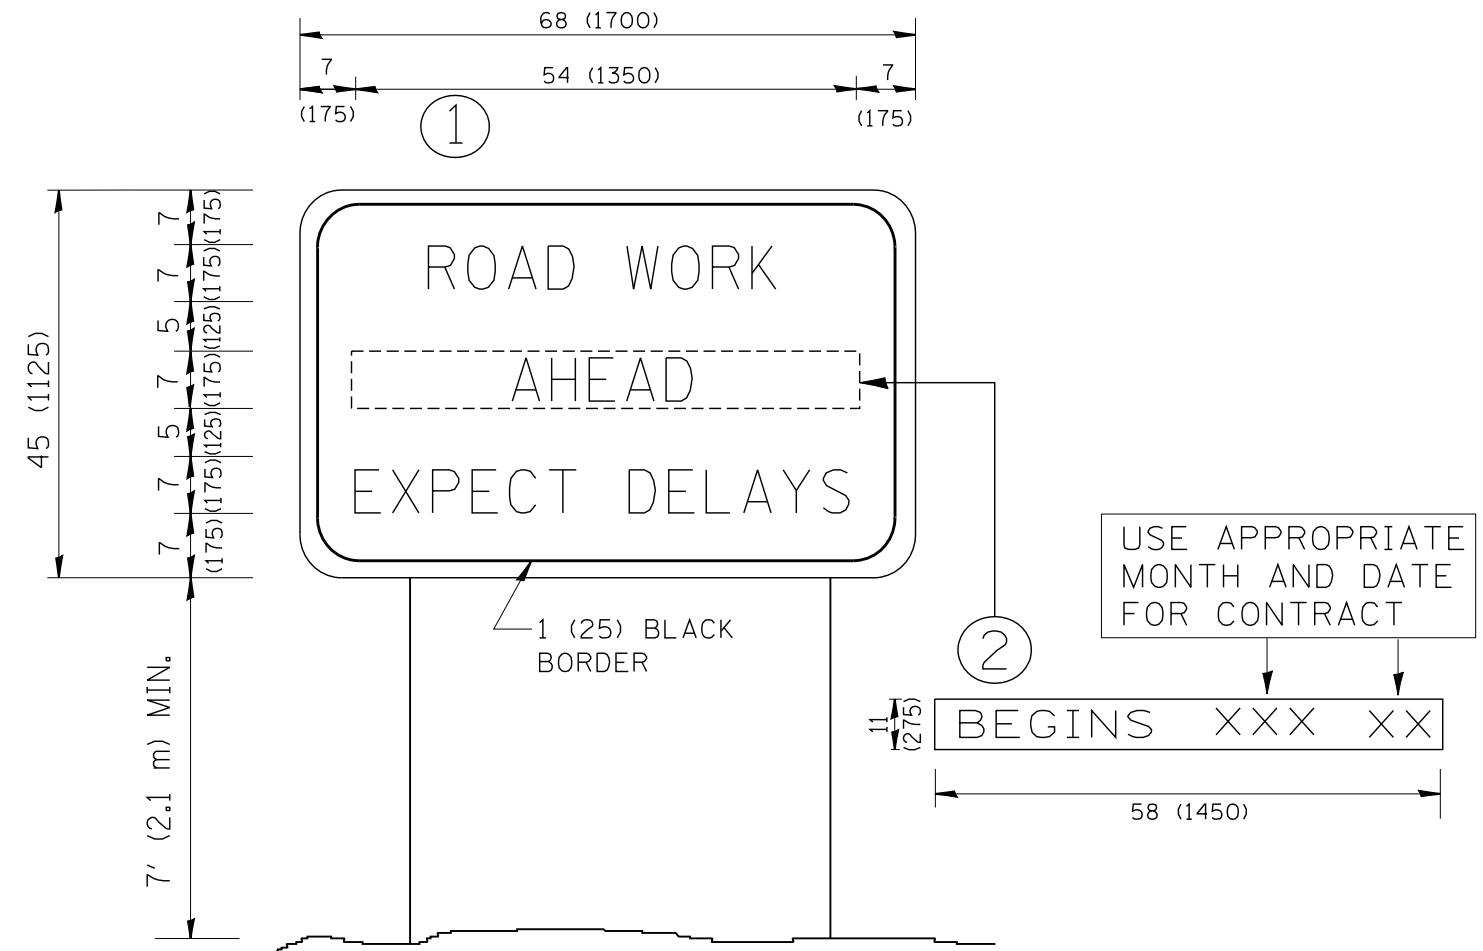 68 (1700)
7
54 (1350)
7
(175)
(175)
1
7
(175)
7
(175)
5
(125)
7
(175)
5
(125)
7
(175)
7
(175)
45 (1125)
ROAD WORK
AHEAD
EXPECT DELAYS
1 (25) BLACK
BORDER
7' (2.1 m) MIN.
USE APPROPRIATE
MONTH AND DATE
FOR CONTRACT
2
11
(275)
BEGINS XXX XX
58 (1450)